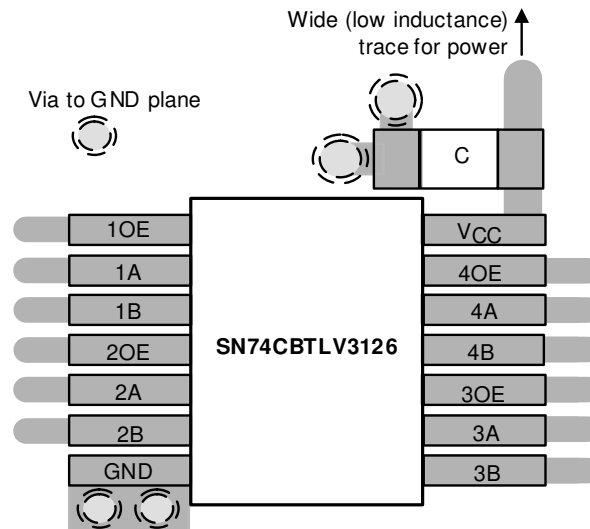 Wide (low inductance)
trace for power
Via to GND plane
C
1OE
1A
1B
2OE
2A
2B
GND
SN74CBTLV3126
VCC
4OE
4A
4B
3OE
3A
3B